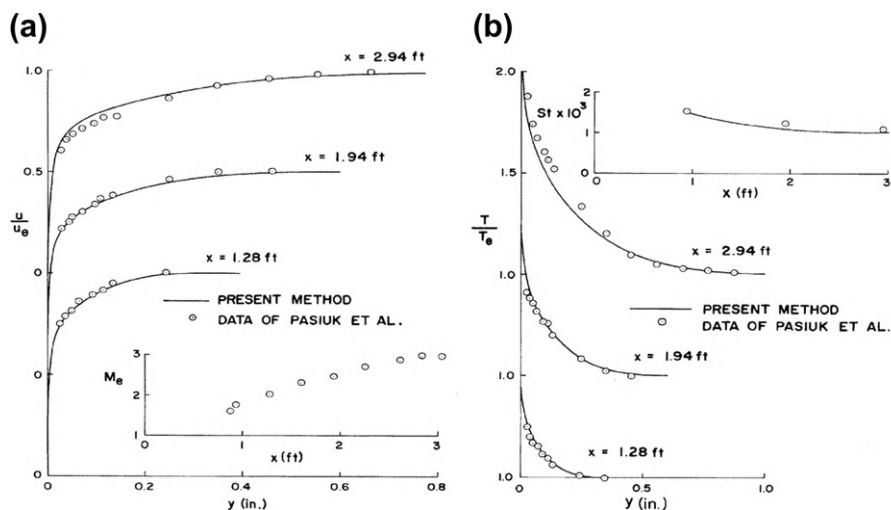 (a)
x = 2.94 ft
1.0
x = 1.94 ft
0.5
u
u_e
0
x = 1.28 ft
PRESENT METHOD
DATA OF PASIUK ET AL.
0
3
M_e
2
1
0 1 2 3
x (ft)
0
0 0.2 0.4 0.6 0.8
y (in.)
(b)
2.0
2
St x 10^3
1
0
0 1 2 3
x (ft)
1.5
T
T_e
x = 2.94 ft
1.0
PRESENT METHOD
DATA OF PASIUK ET AL.
x = 1.94 ft
1.0
x = 1.28 ft
1.0
0 0.5 1.0
y (in.)